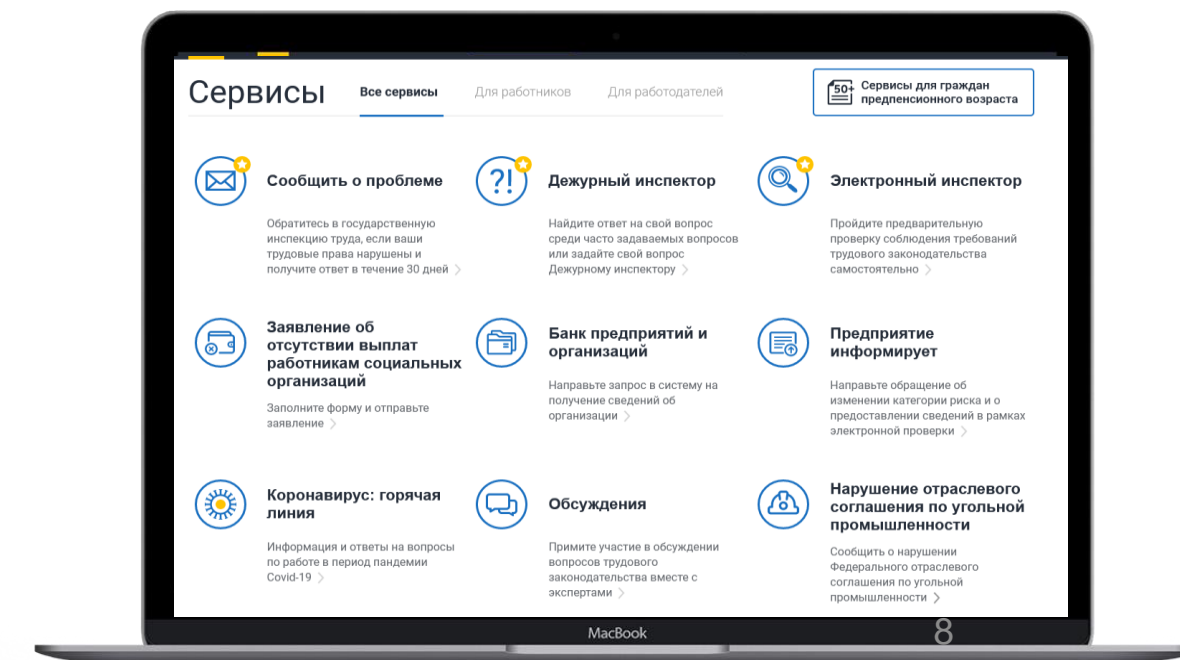 Сервисы
Все сервисы
Для работников
Для работодателей
50+
Сервисы для граждан
предпенсионного возраста
Сообщить о проблеме
Обратитесь в государственную
инспекцию труда, если ваши
трудовые права нарушены и
получите ответ в течение 30 дней
?!
Дежурный инспектор
Найдите ответ на свой вопрос
среди часто задаваемых вопросов
или задайте свой вопрос
Дежурному инспектору
Электронный инспектор
Пройдите предварительную
проверку соблюдения требований
трудового законодательства
самостоятельно
Заявление об
отсутствии выплат
работникам социальных
организаций
Заполните форму и отправьте
заявление
Банк предприятий и
организаций
Направьте запрос в систему на
получение сведений об
организации
Предприятие
информирует
Направьте обращение об
изменении категории риска и о
предоставлении сведений в рамках
электронной проверки
Коронавирус: горячая
линия
Информация и ответы на вопросы
по работе в период пандемии
Covid-19
Обсуждения
Примите участие в обсуждении
вопросов трудового
законодательства вместе с
экспертами
Нарушение отраслевого
соглашения по угольной
промышленности
Сообщить о нарушении
Федерального отраслевого
соглашения по угольной
промышленности
MacBook
8